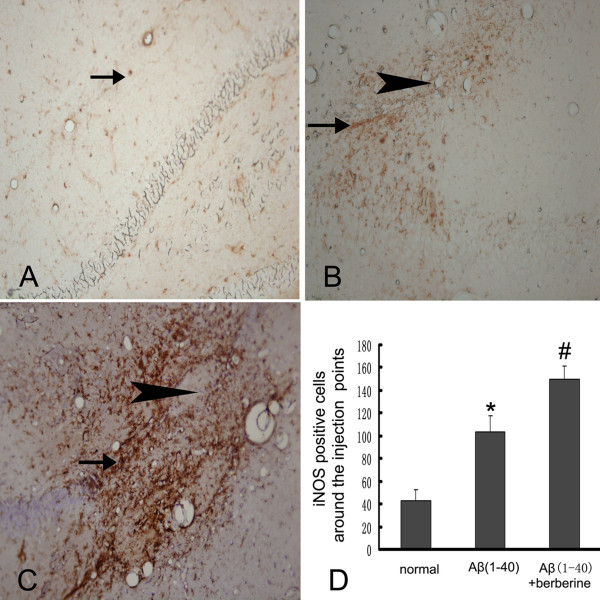 A
B
C
D
iNOS positive cells
around the injection points
180
160
140
120
100
80
60
40
20
0
*
#
normal
Aβ(1-40)
Aβ(1-40)
+berberine